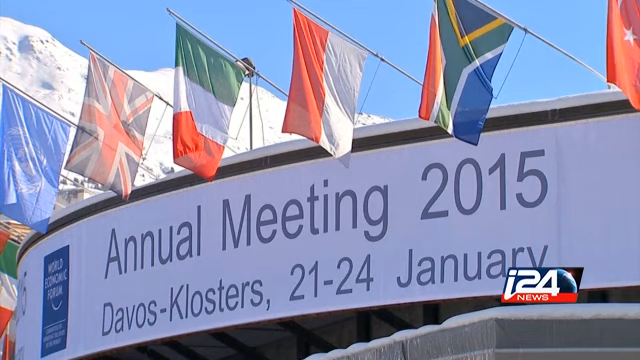 Annual Meeting 2015
Davos-Klosters, 21-24 January
WORLD
ECONOMIC
FORUM
i24
NEWS